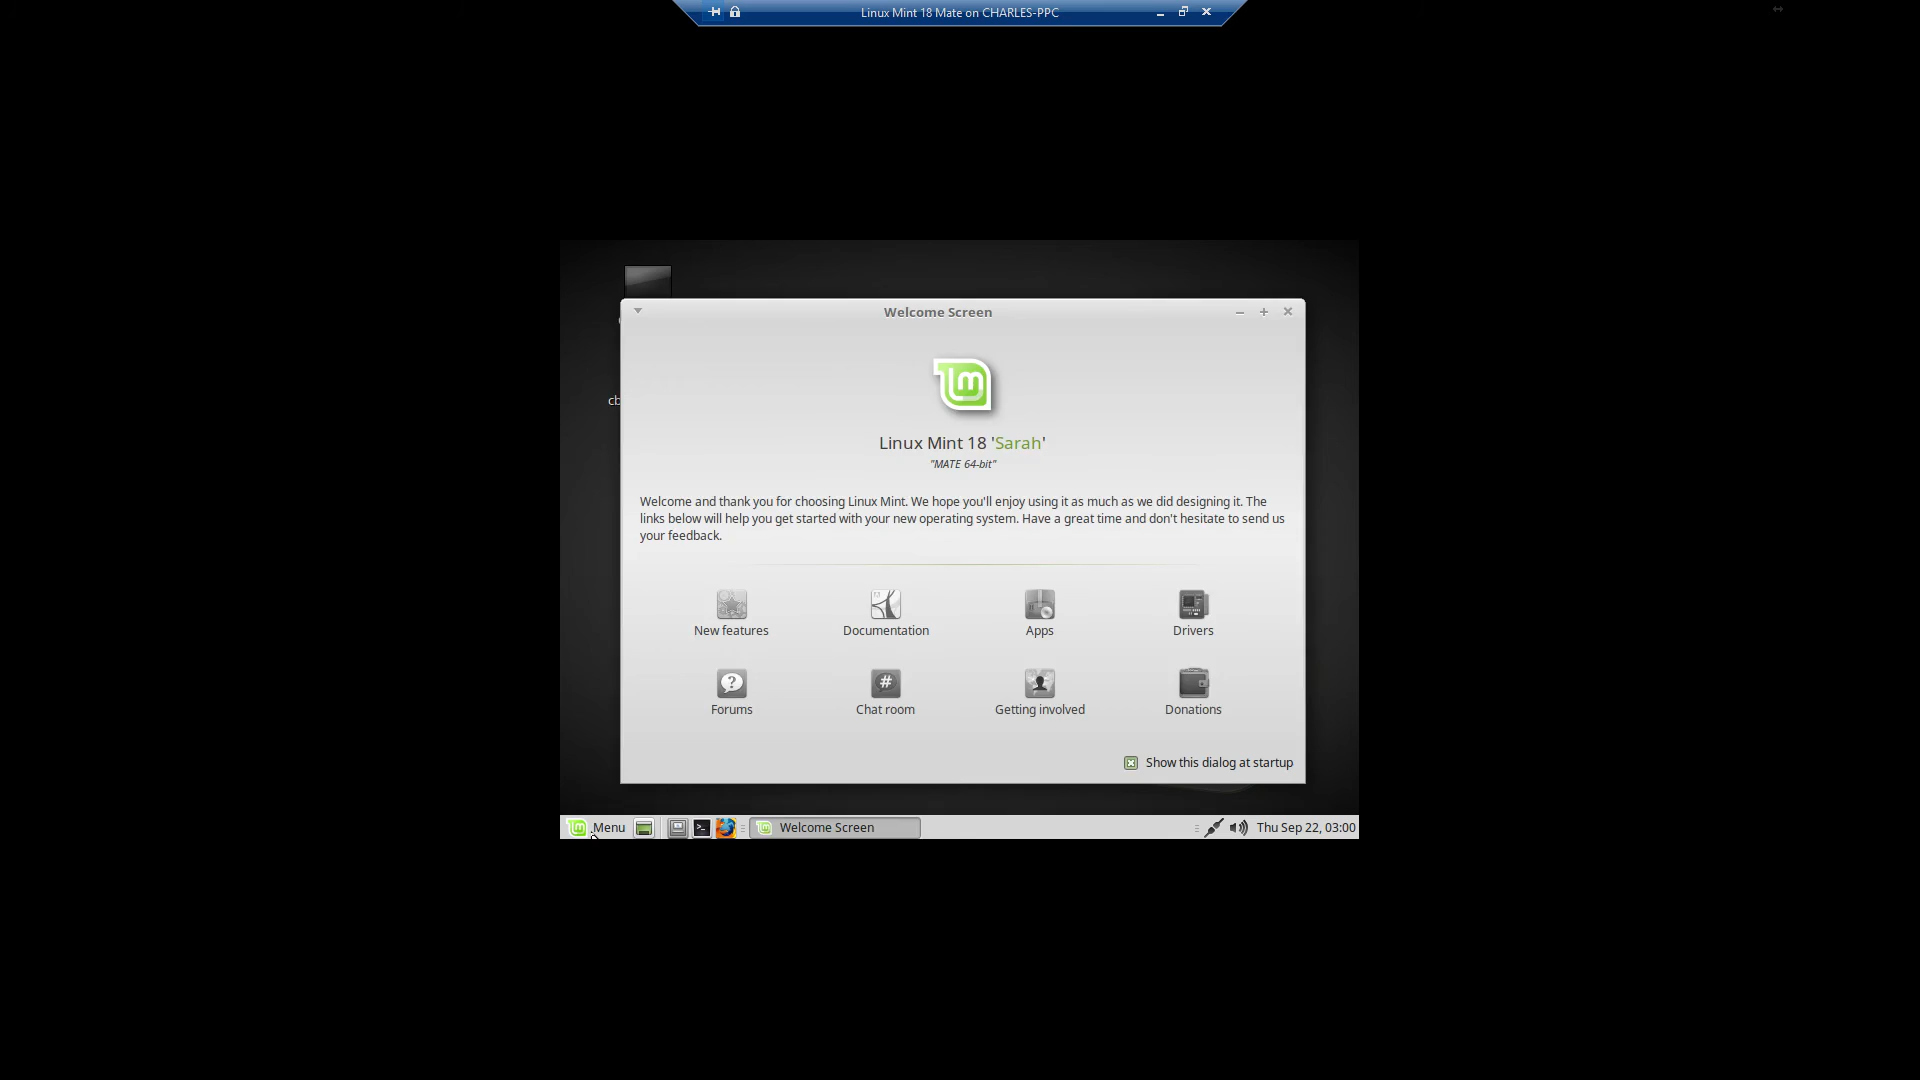 Linux Mint 18 Mate on CHARLES-PPC
Welcome Screen
cb
Linux Mint 18 'Sarah'
"MATE 64-bit"
Welcome and thank you for choosing Linux Mint. We hope you'll enjoy using it as much as we did designing it. The
links below will help you get started with your new operating system. Have a great time and don't hesitate to send us
your feedback.
New features Documentation Apps Drivers
Forums Chat room Getting involved Donations
Show this dialog at startup
Menu Welcome Screen Thu Sep 22, 03:00